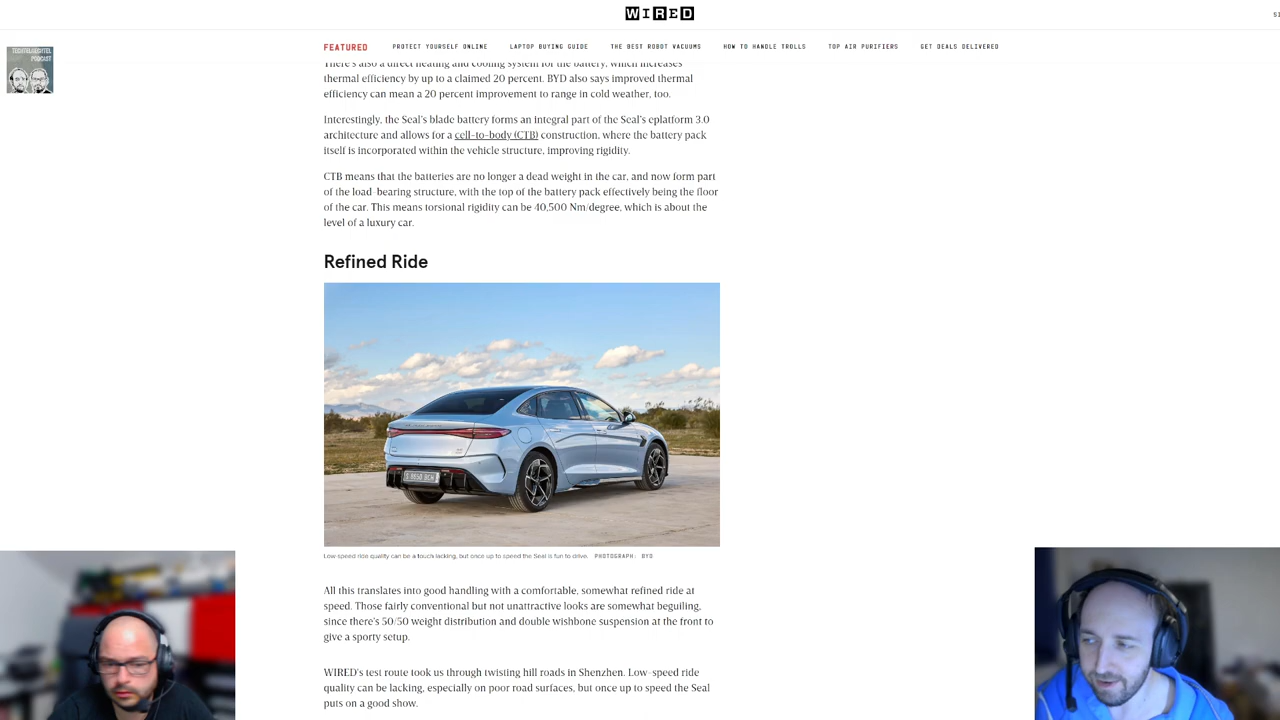 WIRED
FEATURED
PROTECT YOURSELF ONLINE
LAPTOP BUYING GUIDE
THE BEST ROBOT VACUUMS
HOW TO HANDLE TROLLS
TOP AIR PURIFIERS
GET DEALS DELIVERED
TECHTELMECHTEL
PODCAST
There's also a direct heating and cooling system for the battery, which increases
thermal efficiency by up to a claimed 20 percent. BYD also says improved thermal
efficiency can mean a 20 percent improvement to range in cold weather, too.
Interestingly, the Seal's blade battery forms an integral part of the Seal's eplatform 3.0
architecture and allows for a cell-to-body (CTB) construction, where the battery pack
itself is incorporated within the vehicle structure, improving rigidity.
CTB means that the batteries are no longer a dead weight in the car, and now form part
of the load-bearing structure, with the top of the battery pack effectively being the floor
of the car. This means torsional rigidity can be 40,500 Nm/degree, which is about the
level of a luxury car.
Refined Ride
Low-speed ride quality can be a touch lacking, but once up to speed the Seal is fun to drive. PHOTOGRAPH: BYD
All this translates into good handling with a comfortable, somewhat refined ride at
speed. Those fairly conventional but not unattractive looks are somewhat beguiling,
since there's 50/50 weight distribution and double wishbone suspension at the front to
give a sporty setup.
WIRED's test route took us through twisting hill roads in Shenzhen. Low-speed ride
quality can be lacking, especially on poor road surfaces, but once up to speed the Seal
puts on a good show.